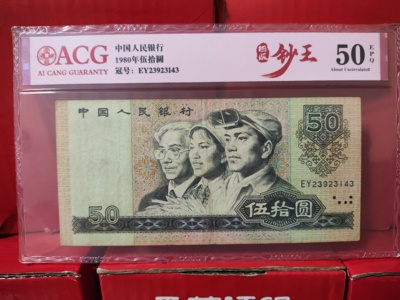 ACG
AI CANG GUARANTY
中国人民银行
1980年伍拾圆
冠号: EY23923143
钞王
50 EPQ
About Uncirculated
中国人民银行
50
EY23923143
50
伍拾圆